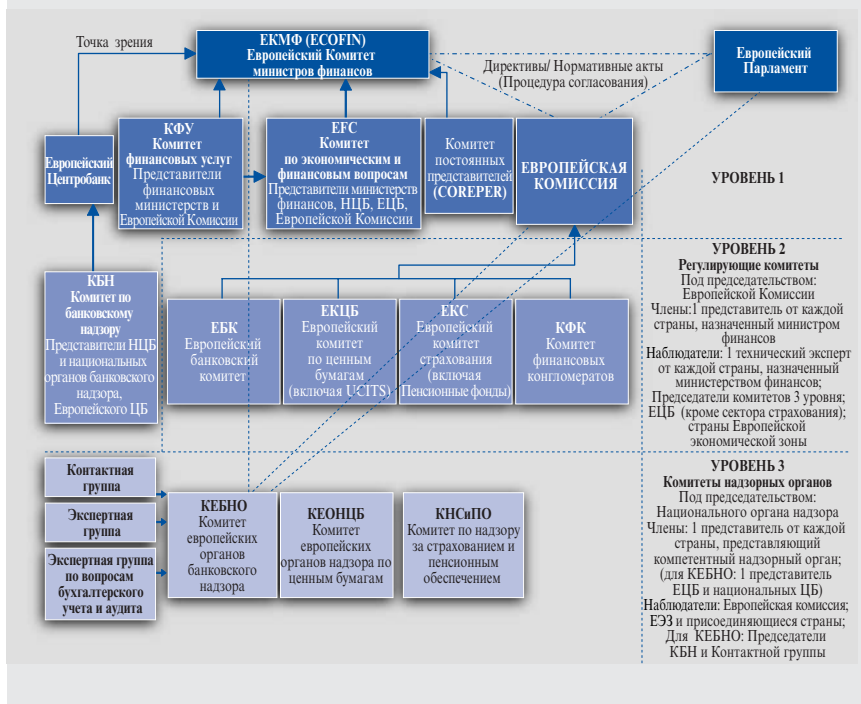 Точка зрения
ЕКМФ (ECOFIN)
Европейский Комитет
министров финансов
Директивы/ Нормативные акты
(Процедура согласования)
Европейский
Парламент
Европейский
Центробанк
КФУ
Комитет
финансовых услуг
Представители
финансовых
министерств и
Европейской Комиссии
EFC
Комитет
по экономическим и
финансовым вопросам
Представители министерств
финансов, НЦБ, ЕЦБ,
Европейской Комиссии
Комитет
постоянных
представителей
(COREPER)
ЕВРОПЕЙСКАЯ
КОМИССИЯ
УРОВЕНЬ 1
КБН
Комитет по
банковскому
надзору
Представители НЦБ
и национальных
органов банковского
надзора,
Европейского ЦБ
ЕБК
Европейский
банковский
комитет
ЕКЦБ
Европейский
комитет
по ценным
бумагам
(включая UCITS)
ЕКС
Европейский
комитет
страхования
(включая
Пенсионные фонды)
КФК
Комитет
финансовых
конгломератов
УРОВЕНЬ 2
Регулирующие комитеты
Под председательством:
Европейской Комиссии
Члены:1 представитель от каждой
страны, назначенный министром
финансов
Наблюдатели: 1 технический эксперт
от каждой страны, назначенный
министерством финансов;
Председатели комитетов 3 уровня;
ЕЦБ (кроме сектора страхования);
страны Европейской
экономической зоны
Контактная
группа
Экспертная
группа
Экспертная группа
по вопросам
бухгалтерского
учета и аудита
КЕБНО
Комитет
европейских
органов
банковского
надзора
КЕОНЦБ
Комитет
европейских
органов надзора по
ценным бумагам
КНСиПО
Комитет по надзору
за страхованием и
пенсионным
обеспечением
УРОВЕНЬ 3
Комитеты надзорных органов
Под председательством:
Национального органа надзора
Члены: 1 представитель от каждой
страны, представляющий
компетентный надзорный орган;
(для КЕБНО: 1 представитель
ЕЦБ и национальных ЦБ)
Наблюдатели: Европейская комиссия;
ЕЭЗ и присоединяющиеся страны;
Для КЕБНО: Председатели
КБН и Контактной группы